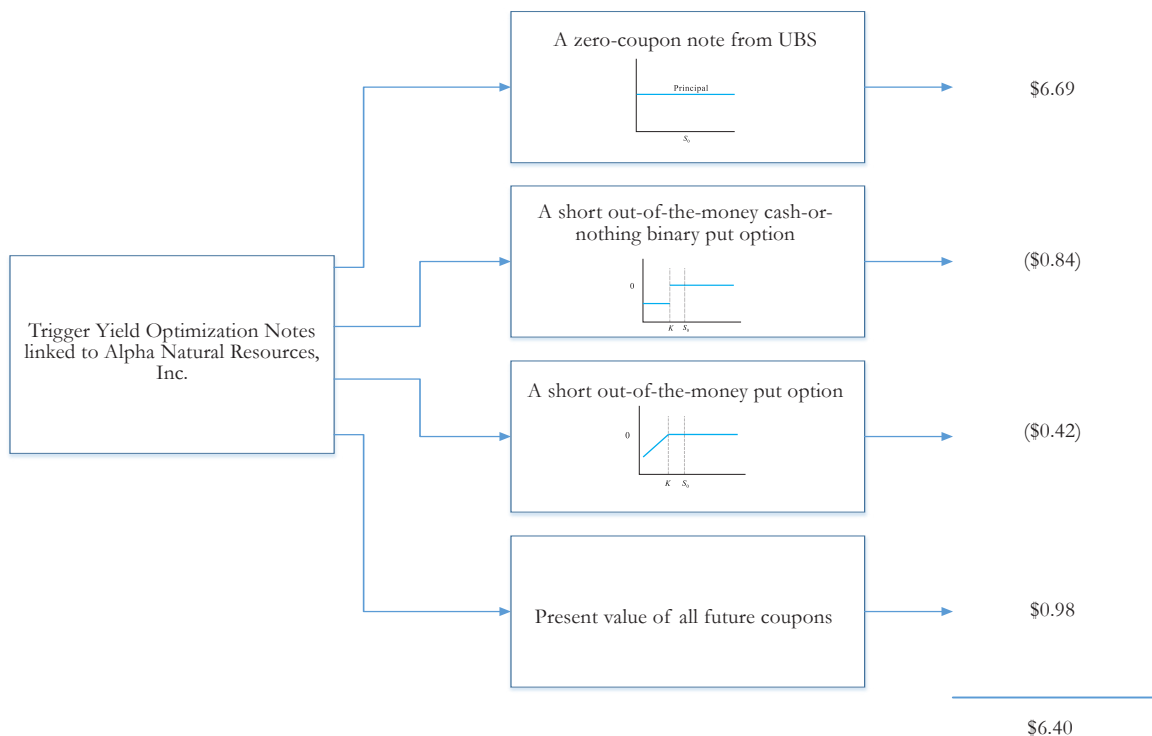 A zero-coupon note from UBS
Principal
S₀
$6.69
A short out-of-the-money cash-or-
nothing binary put option
0
K S₀
($0.84)
Trigger Yield Optimization Notes
linked to Alpha Natural Resources,
Inc.
A short out-of-the-money put option
0
K S₀
($0.42)
Present value of all future coupons
$0.98
$6.40